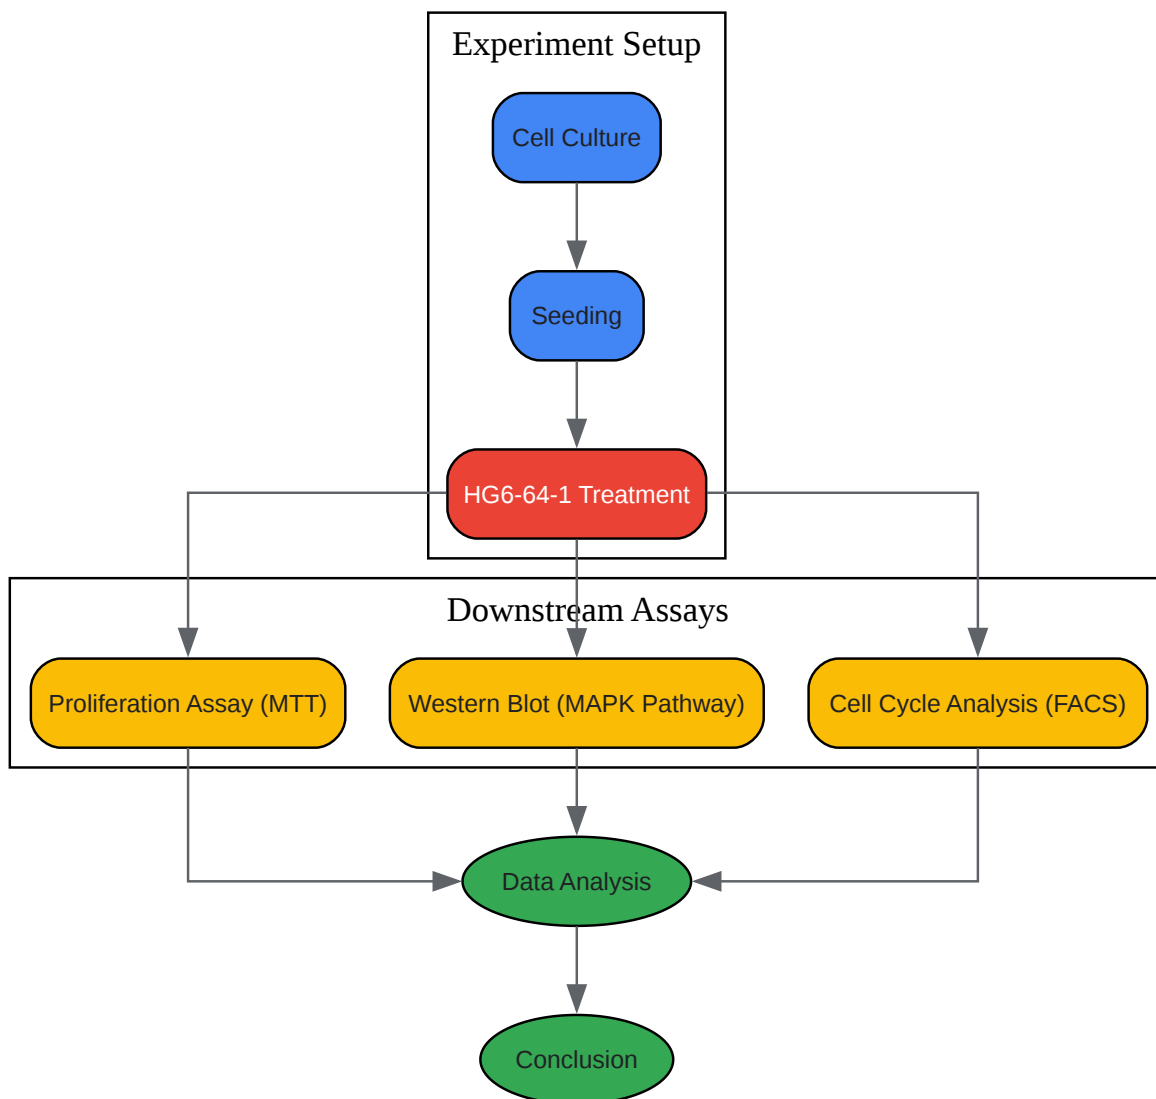 Experiment Setup
Cell Culture
Seeding
HG6-64-1 Treatment
Downstream Assays
Proliferation Assay (MTT)
Western Blot (MAPK Pathway)
Cell Cycle Analysis (FACS)
Data Analysis
Conclusion